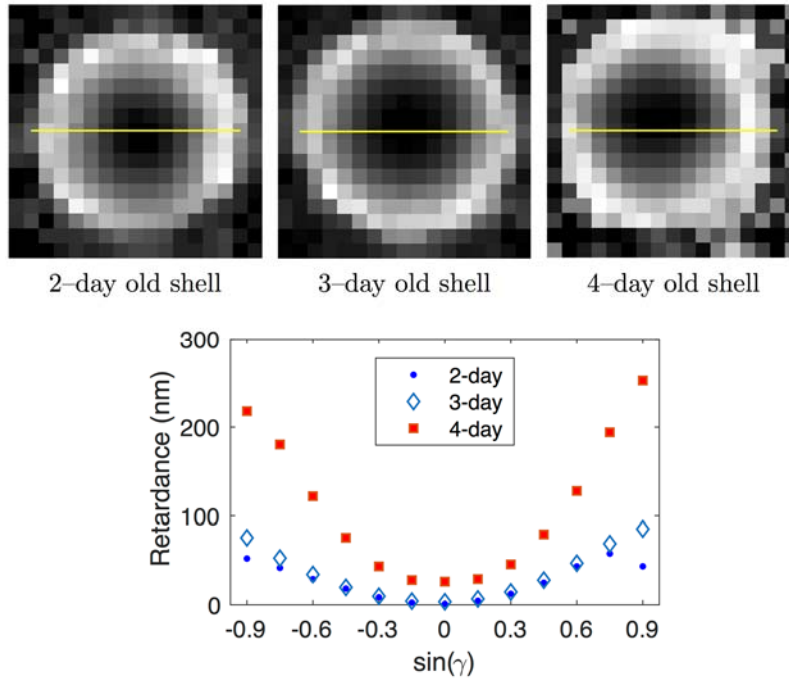 2–day old shell 3–day old shell 4–day old shell
300
200
100
0
Retardance (nm)
2-day
3-day
4-day
-0.9 -0.6 -0.3 0 0.3 0.6 0.9
sin(γ)